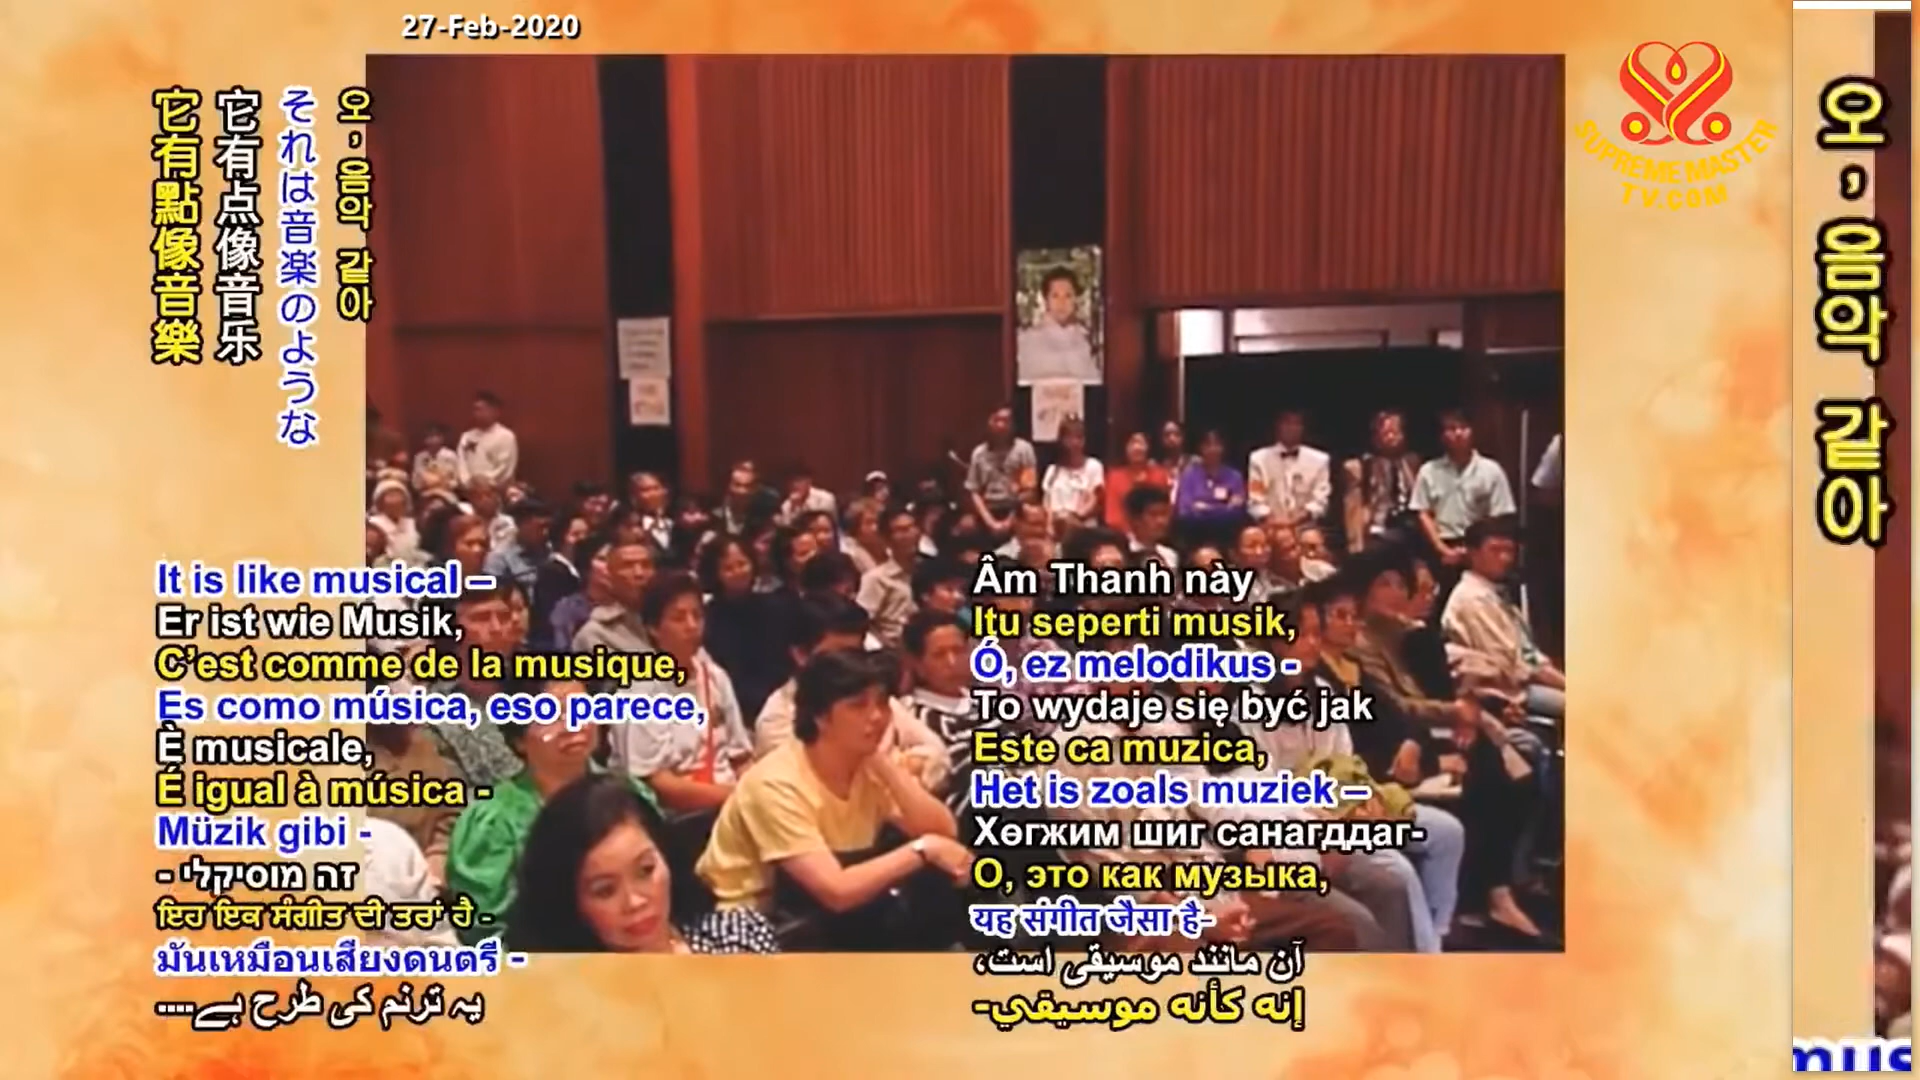 27-Feb-2020
SUPREME MASTER
TV.COM
它有點像音樂
它有点像音乐
それは音楽のような
오, 음악 같아
It is like musical –
Er ist wie Musik,
C’est comme de la musique,
Es como música, eso parece,
È musicale,
É igual à música -
Müzik gibi -
זה מוסיקלי -
ਇਹ ਇਕ ਸੰਗੀਤ ਦੀ ਤਰਾਂ ਹੈ -
มันเหมือนเสียงดนตรี -
یہ ترنم کی طرح ہے....
Âm Thanh này
Itu seperti musik,
Ó, ez melodikus -
To wydaje się być jak
Este ca muzica,
Het is zoals muziek –
Хөгжим шиг санагддаг-
О, это как музыка,
यह संगीत जैसा है-
آن مانند موسیقی است،
إنه كأنه موسيقي-
오, 음악 같아
mus